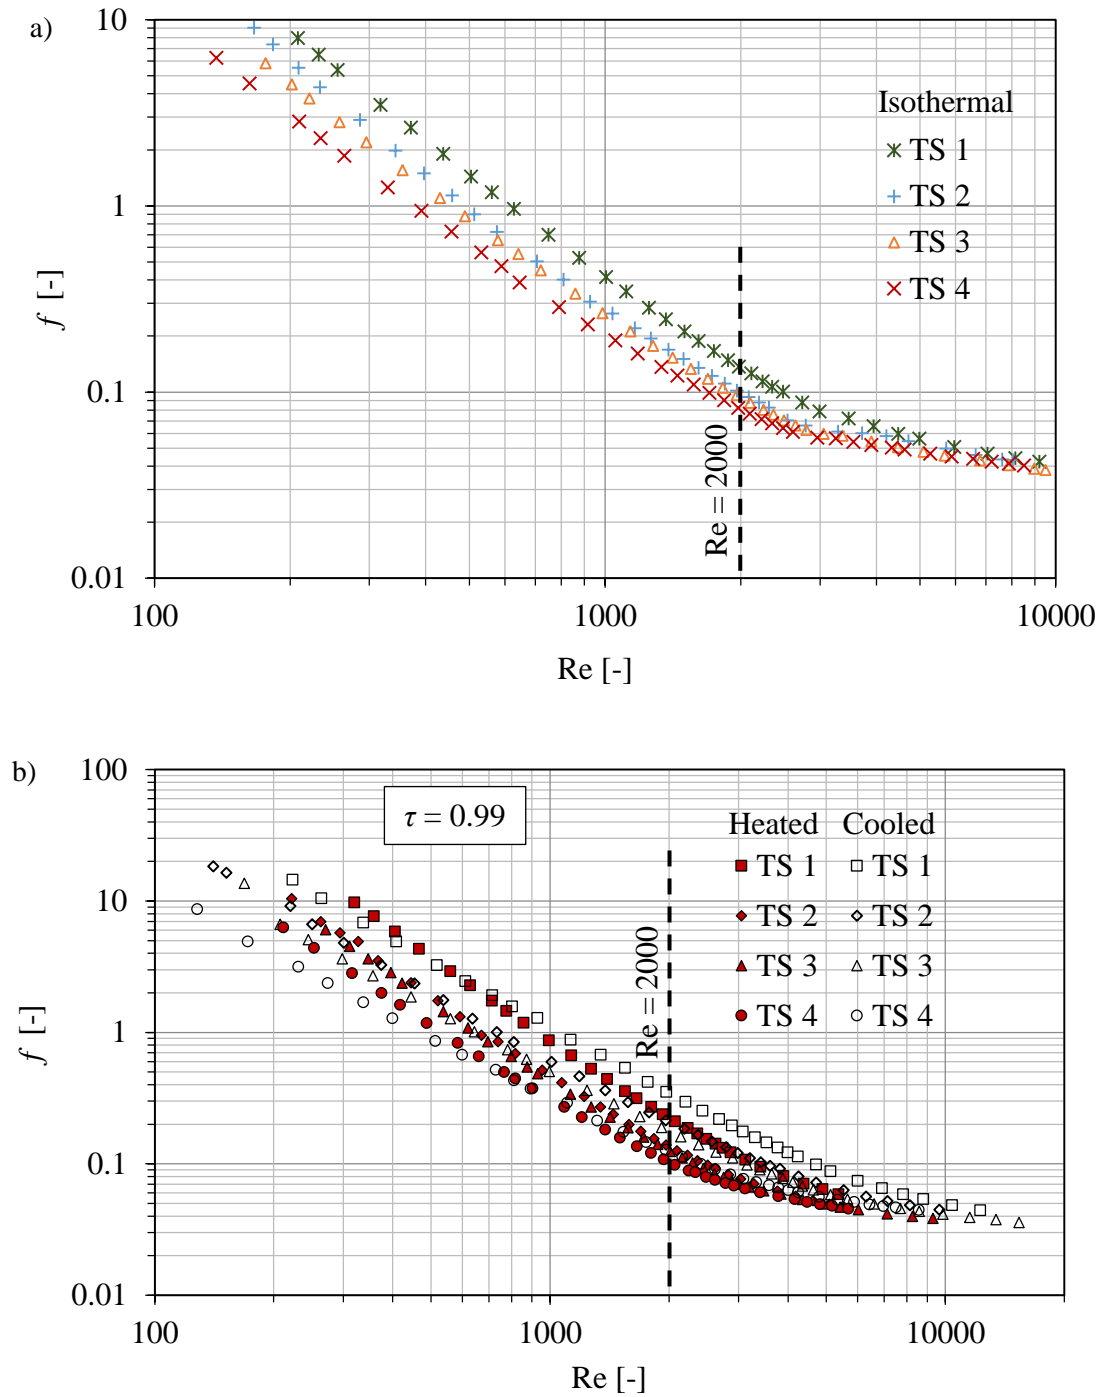 a)
10
1
0.1
0.01
f [-]
Isothermal
TS 1
TS 2
TS 3
TS 4
Re = 2000
100
1000
10000
Re [-]
b)
100
10
1
0.1
0.01
f [-]
τ = 0.99
Heated Cooled
TS 1 TS 1
TS 2 TS 2
TS 3 TS 3
TS 4 TS 4
Re = 2000
100
1000
10000
Re [-]